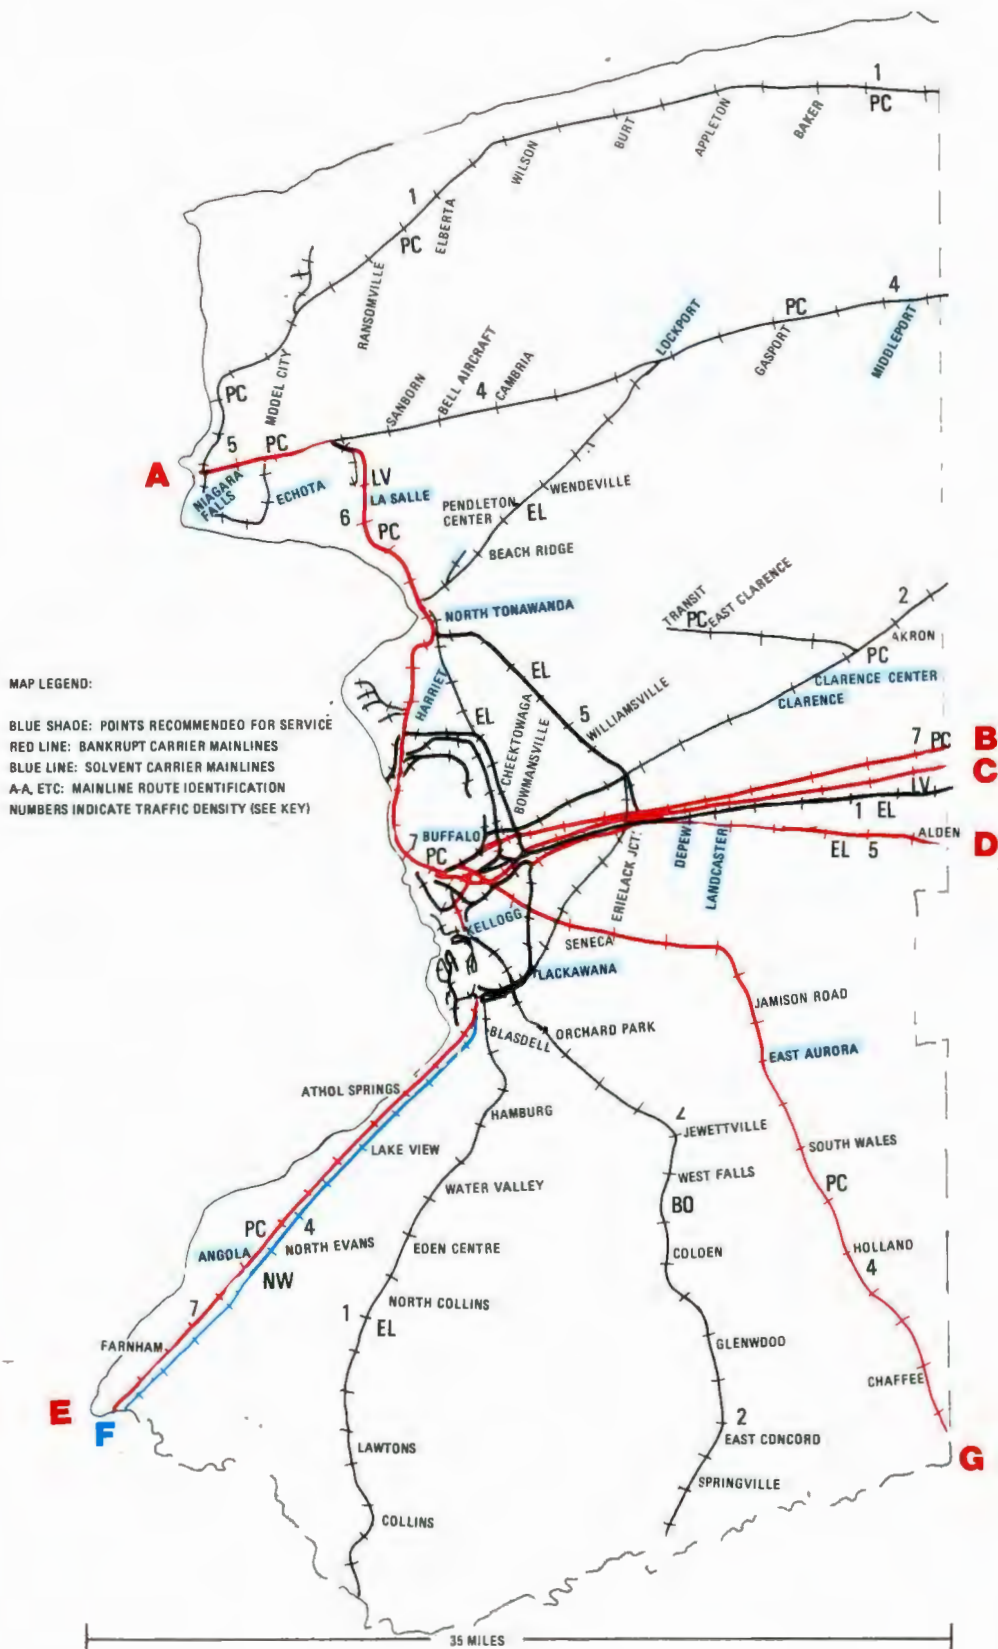 1
PC
BAKER
APPLETON
BURT
WILSON
1
PC
ELBERTA
RANSOMVILLE
4
PC
MIDDLEPORT
GASPORT
LOCKPORT
CAMBRIA
4
BELL AIRCRAFT
SANBORN
MODEL CITY
PC
5
PC
A
NIAGARA
FALLS
ECHOTA
LV
LA SALLE
6
PC
PENDLETON
CENTER
WENDEVILLE
EL
BEACH RIDGE
NORTH TONAWANDA
TRANSIT
PC
EAST CLARENCE
2
AKRON
PC
CLARENCE CENTER
CLARENCE
MAP LEGEND:
BLUE SHADE: POINTS RECOMMENDED FOR SERVICE
RED LINE: BANKRUPT CARRIER MAINLINES
BLUE LINE: SOLVENT CARRIER MAINLINES
A-A, ETC: MAINLINE ROUTE IDENTIFICATION
NUMBERS INDICATE TRAFFIC DENSITY (SEE KEY)
HARRIET
EL
EL
5
WILLIAMSVILLE
CHEEKTOWAGA
BOWMANSVILLE
7 PC
B
C
LV
1 EL
7
BUFFALO
PC
ALDEN
D
EL 5
DEPEW
LANDCASTER
ERIELACK JCT.
KELLOGG
SENECA
LACKAWANA
BLASDELL
ORCHARD PARK
JAMISON ROAD
EAST AURORA
ATHOL SPRINGS
HAMBURG
2
JEWETTVILLE
LAKE VIEW
SOUTH WALES
WATER VALLEY
WEST FALLS
PC
BO
PC
4
ANGOLA
NORTH EVANS
EDEN CENTRE
COLDEN
HOLLAND
4
NW
NORTH COLLINS
1
EL
7
FARNHAM
GLENWOOD
CHAFFEE
E
F
2
EAST CONCORD
LAWTONS
G
SPRINGVILLE
COLLINS
35 MILES